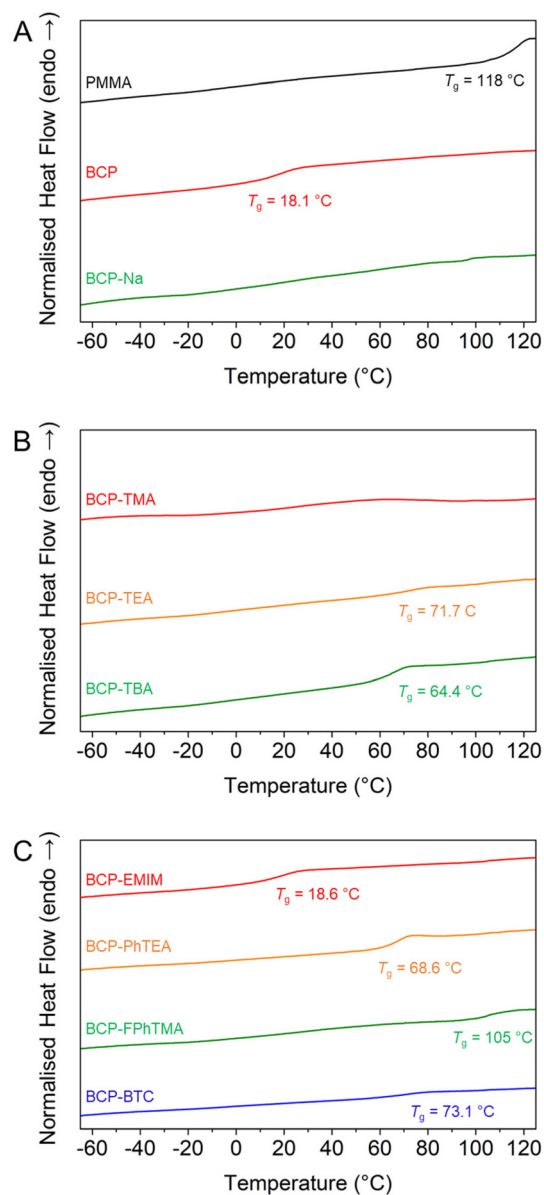 A
Normalised Heat Flow (endo →)
PMMA
Tg = 118 °C
BCP
Tg = 18.1 °C
BCP-Na
-60 -40 -20 0 20 40 60 80 100 120
Temperature (°C)
B
Normalised Heat Flow (endo →)
BCP-TMA
BCP-TEA
Tg = 71.7 C
BCP-TBA
Tg = 64.4 °C
-60 -40 -20 0 20 40 60 80 100 120
Temperature (°C)
C
Normalised Heat Flow (endo →)
BCP-EMIM
Tg = 18.6 °C
BCP-PhTEA
Tg = 68.6 °C
BCP-FPhTMA
Tg = 105 °C
BCP-BTC
Tg = 73.1 °C
-60 -40 -20 0 20 40 60 80 100 120
Temperature (°C)